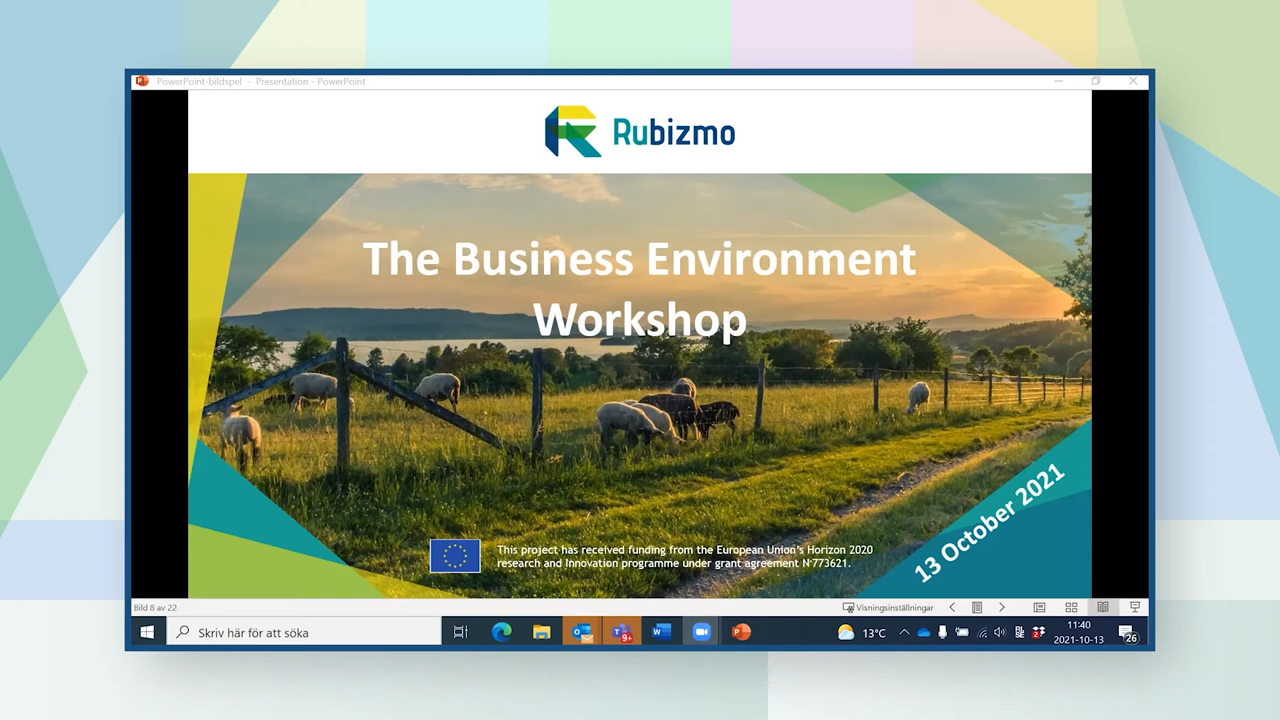 PowerPoint-bildspel - Presentation - PowerPoint
Rubizmo
The Business Environment
Workshop
13 October 2021
This project has received funding from the European Union's Horizon 2020
research and Innovation programme under grant agreement N°773621.
Bild 8 av 22
Visningsinställningar
Skriv här för att söka
9+
13°C
2
11:40
2021-10-13
26